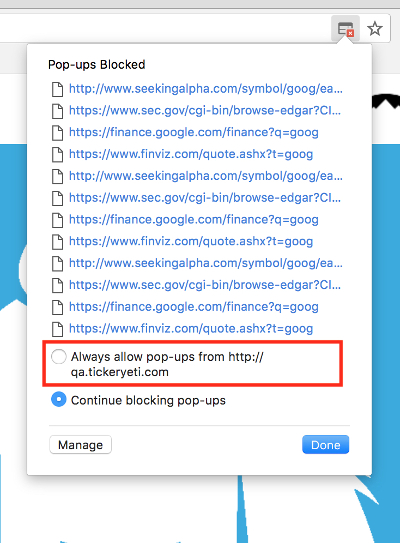 Pop-ups Blocked
http://www.seekingalpha.com/symbol/goog/ea...
https://www.sec.gov/cgi-bin/browse-edgar?CI...
https://finance.google.com/finance?q=goog
https://www.finviz.com/quote.ashx?t=goog
http://www.seekingalpha.com/symbol/goog/ea...
https://www.sec.gov/cgi-bin/browse-edgar?CI...
https://finance.google.com/finance?q=goog
https://www.finviz.com/quote.ashx?t=goog
http://www.seekingalpha.com/symbol/goog/ea...
https://www.sec.gov/cgi-bin/browse-edgar?CI...
https://finance.google.com/finance?q=goog
https://www.finviz.com/quote.ashx?t=goog
Always allow pop-ups from http://
qa.tickeryeti.com
Continue blocking pop-ups
Manage
Done